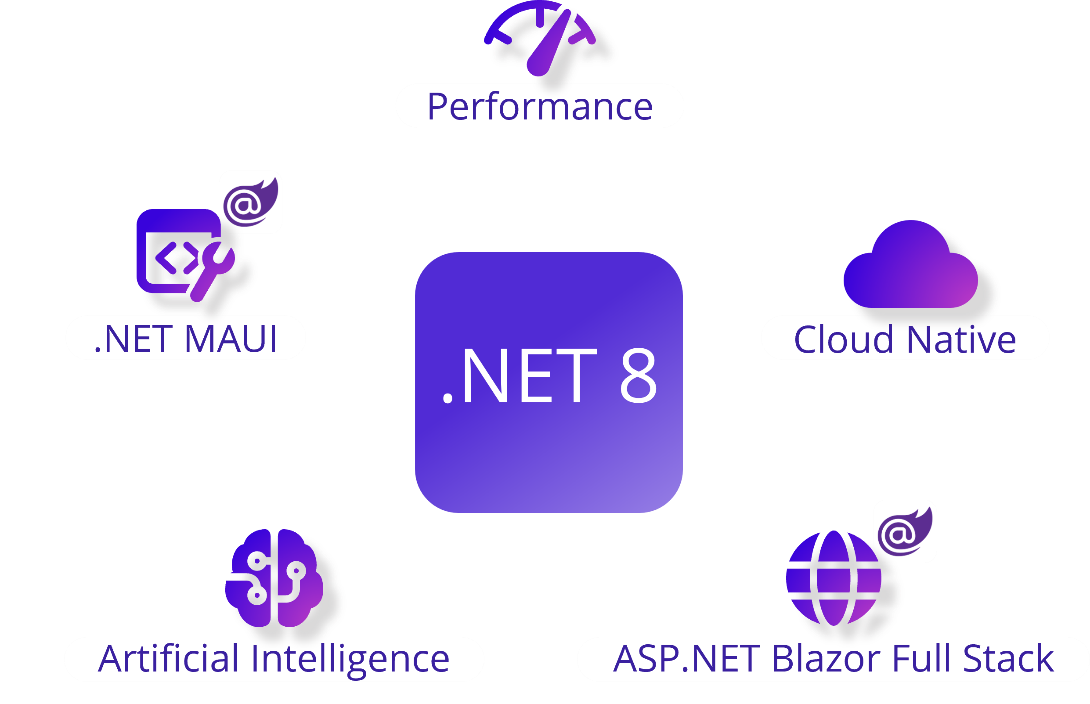 Performance
.NET MAUI
Cloud Native
.NET 8
Artificial Intelligence
ASP.NET Blazor Full Stack